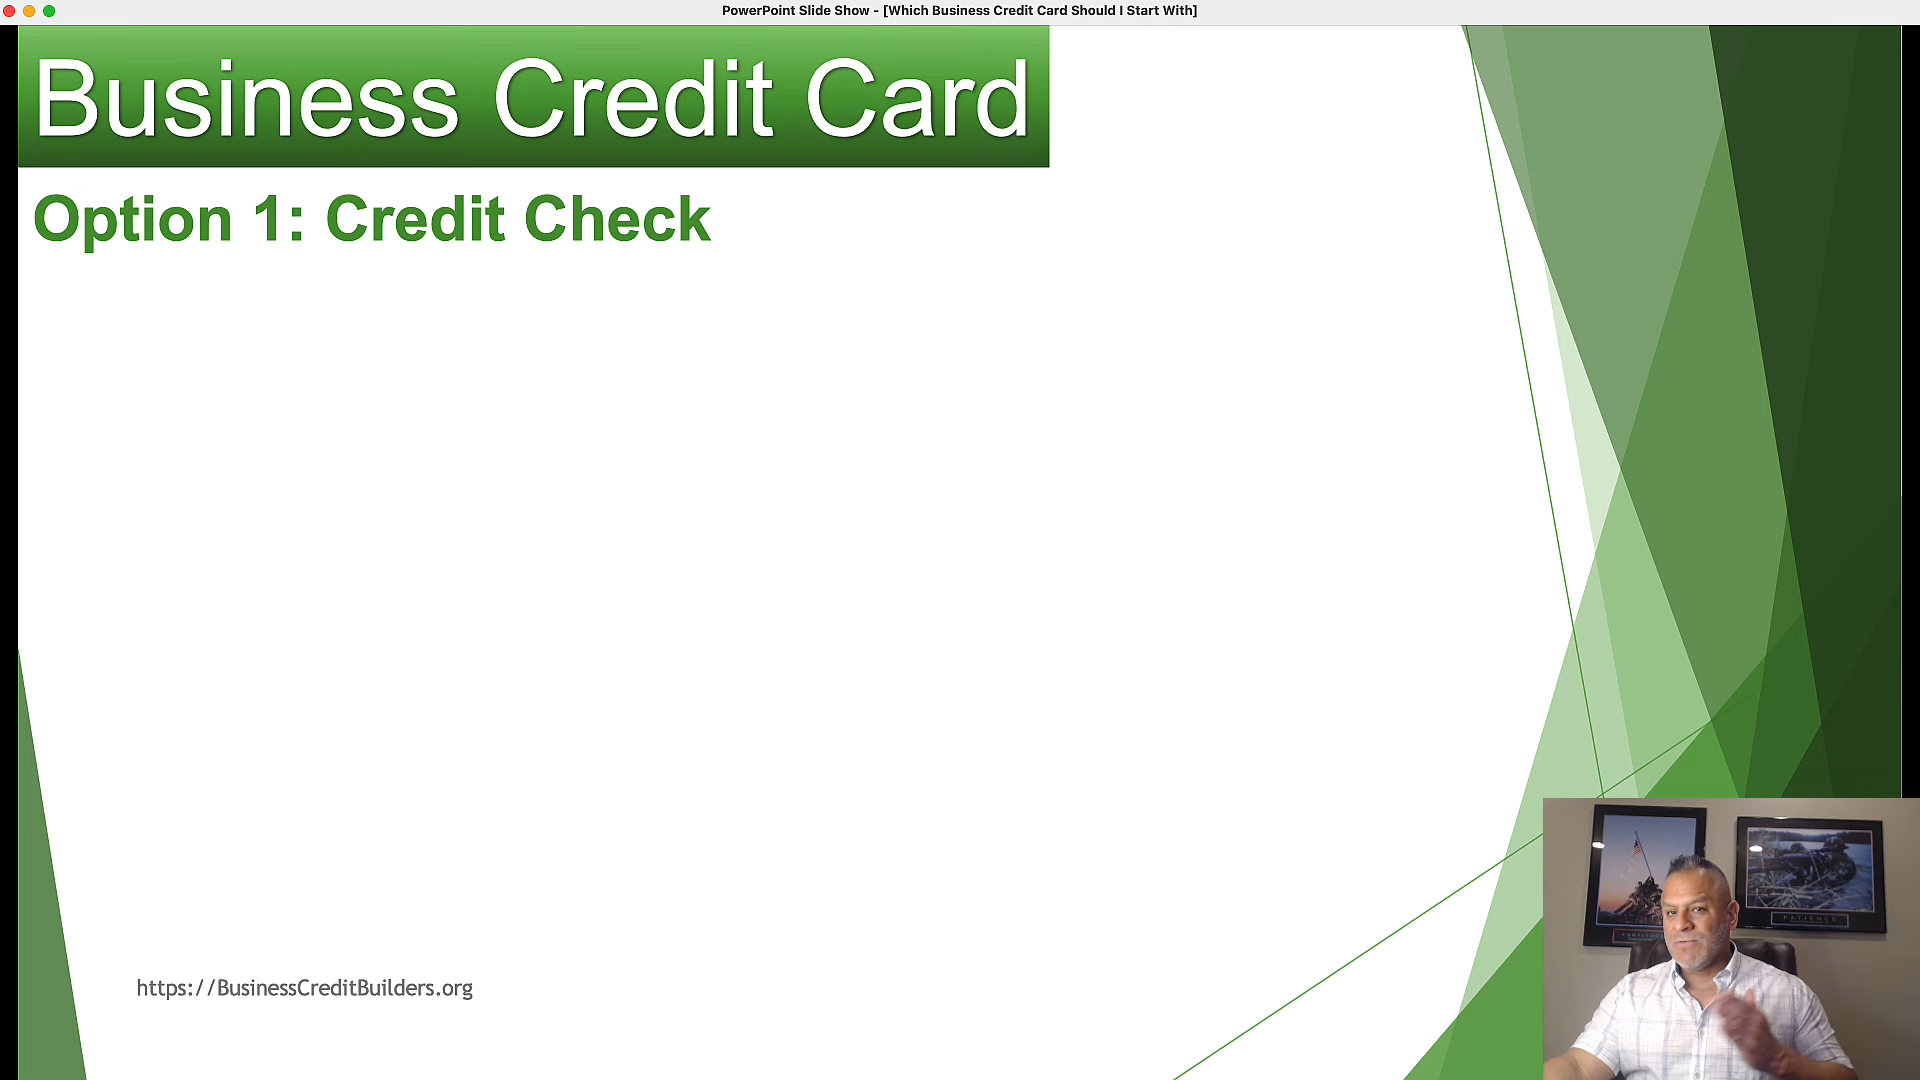 PowerPoint Slide Show - [Which Business Credit Card Should I Start With]
Business Credit Card
Option 1: Credit Check
https://BusinessCreditBuilders.org
PATIENCE